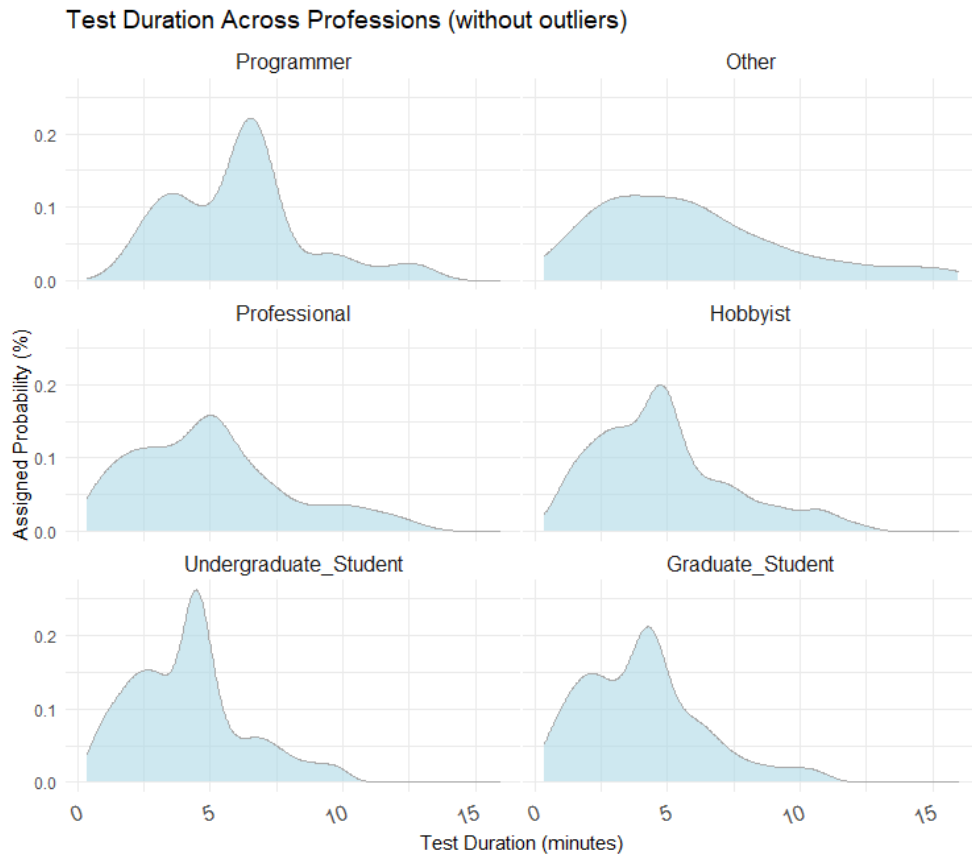 Test Duration Across Professions (without outliers)
Programmer
Other
0.2
0.1
0.0
Professional
Hobbyist
0.2
0.1
0.0
Undergraduate_Student
Graduate_Student
0.2
0.1
0.0
0
5
10
15
0
5
10
15
Assigned Probability (%)
Test Duration (minutes)